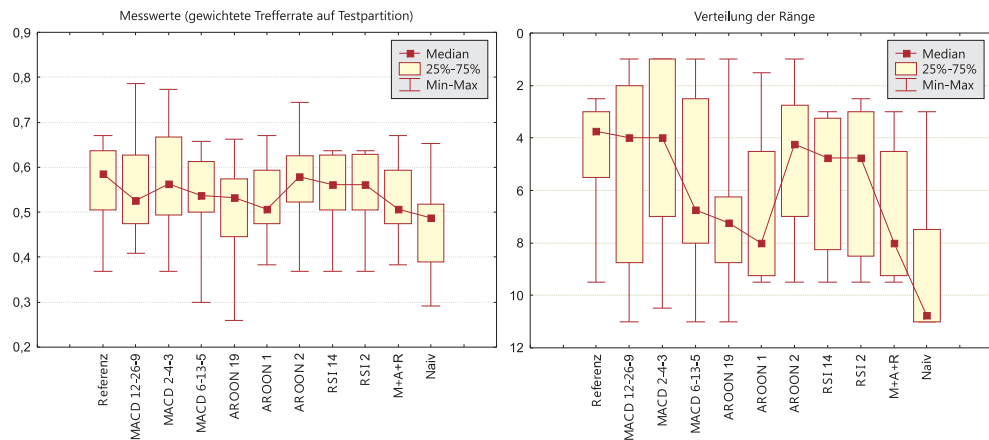 Messwerte (gewichtete Trefferrate auf Testpartition)
0,9
0,8
0,7
0,6
0,5
0,4
0,3
0,2
Median
25%-75%
Min-Max
Referenz
MACD 12-26-9
MACD 2-4-3
MACD 6-13-5
AROON 19
AROON 1
AROON 2
RSI 14
RSI 2
M+A+R
Naiv
Verteilung der Ränge
0
2
4
6
8
10
12
Median
25%-75%
Min-Max
Referenz
MACD 12-26-9
MACD 2-4-3
MACD 6-13-5
AROON 19
AROON 1
AROON 2
RSI 14
RSI 2
M+A+R
Naiv